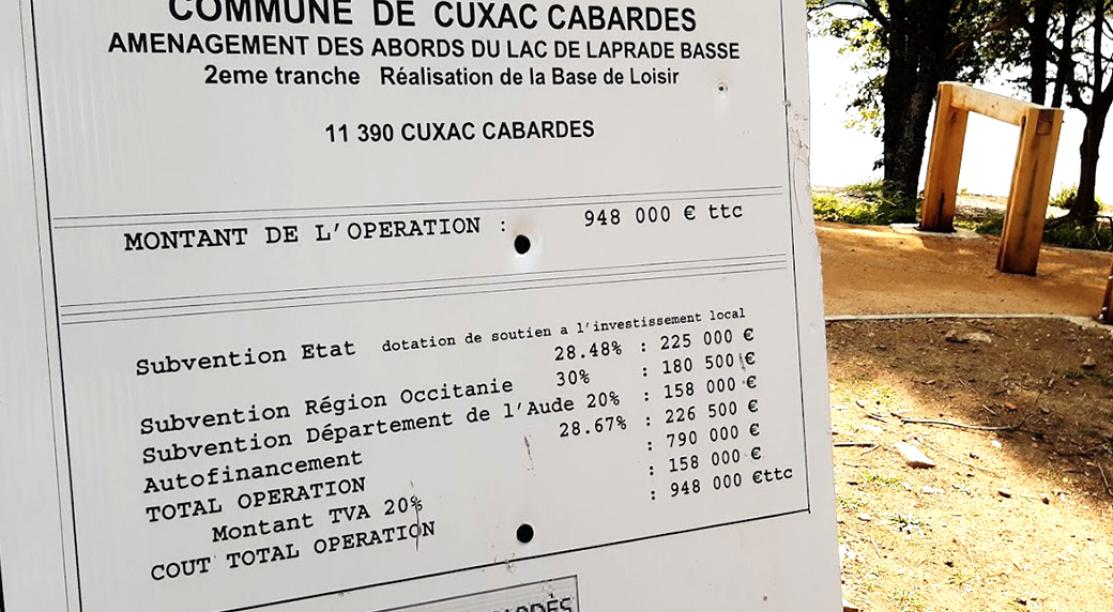 COMMUNE DE CUXAC CABARDES
AMENAGEMENT DES ABORDS DU LAC DE LAPRADE BASSE
2eme tranche Réalisation de la Base de Loisir
11 390 CUXAC CABARDES
MONTANT DE L'OPERATION : 948 000 € ttc
Subvention Etat dotation de soutien a l'investissement local
28.48% : 225 000 €
Subvention Région Occitanie 30% : 180 500 €
Subvention Département de l'Aude 20% : 158 000 €
Autofinancement 28.67% : 226 500 €
TOTAL OPERATION : 790 000 €
Montant TVA 20% : 158 000 €
COUT TOTAL OPERATION : 948 000 €ttc